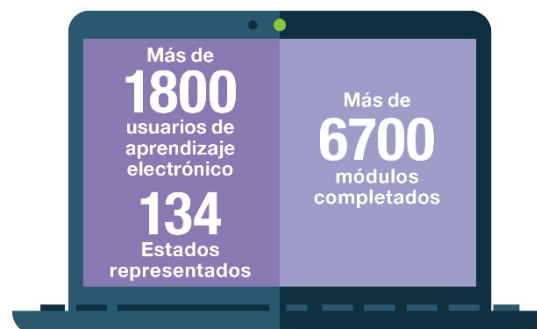 Más de
1800
usuarios de
aprendizaje
electrónico
134
Estados
representados
Más de
6700
módulos
completados